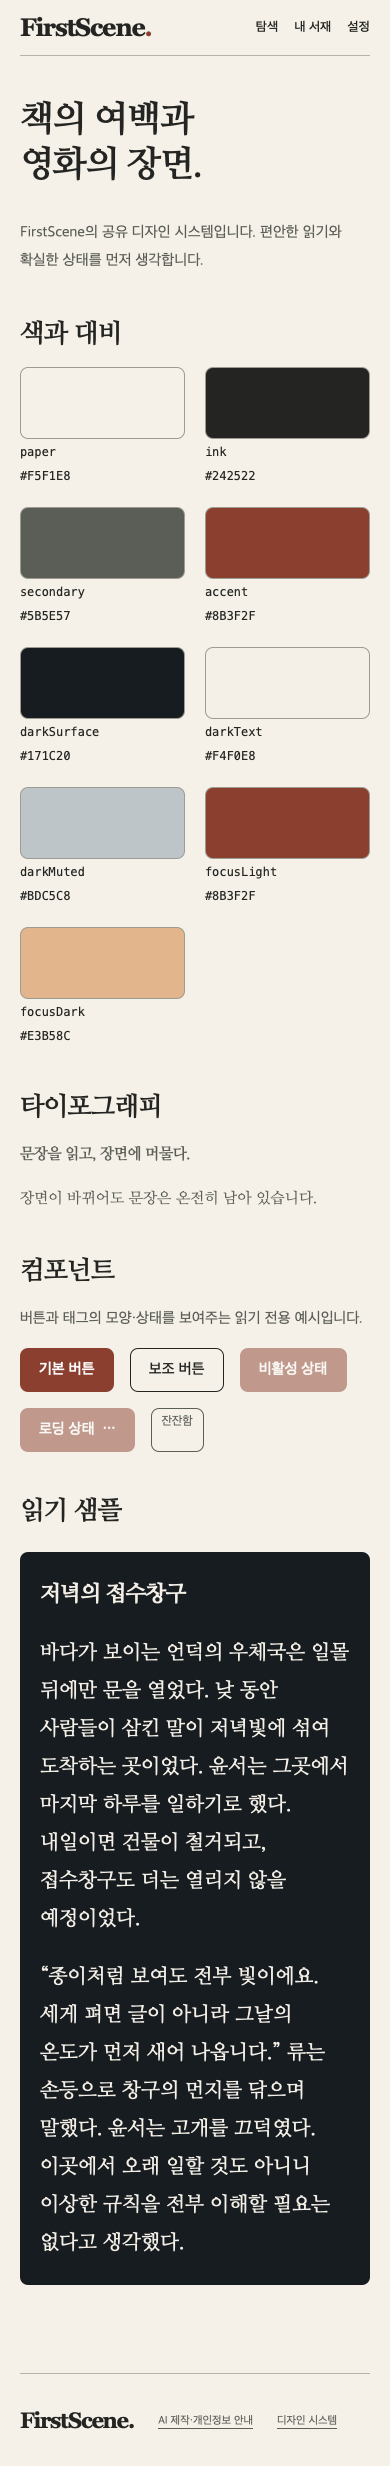 FirstScene.
탐색 내 서재 설정
책의 여백과
영화의 장면.
FirstScene의 공유 디자인 시스템입니다. 편안한 읽기와
확실한 상태를 먼저 생각합니다.
색과 대비
paper
#F5F1E8
ink
#242522
secondary
#5B5E57
accent
#8B3F2F
darkSurface
#171C20
darkText
#F4F0E8
darkMuted
#BDC5C8
focusLight
#8B3F2F
focusDark
#E3B58C
타이포그래피
문장을 읽고, 장면에 머물다.
장면이 바뀌어도 문장은 온전히 남아 있습니다.
컴포넌트
버튼과 태그의 모양·상태를 보여주는 읽기 전용 예시입니다.
기본 버튼 보조 버튼 비활성 상태
로딩 상태 ··· 잔잔함
읽기 샘플
저녁의 접수창구
바다가 보이는 언덕의 우체국은 일몰
뒤에만 문을 열었다. 낮 동안
사람들이 삼킨 말이 저녁빛에 섞여
도착하는 곳이었다. 윤서는 그곳에서
마지막 하루를 일하기로 했다.
내일이면 건물이 철거되고,
접수창구도 더는 열리지 않을
예정이었다.
“종이처럼 보여도 전부 빛이에요.
세게 펴면 글이 아니라 그날의
온도가 먼저 새어 나옵니다.” 류는
손등으로 창구의 먼지를 닦으며
말했다. 윤서는 고개를 끄덕였다.
이곳에서 오래 일할 것도 아니니
이상한 규칙을 전부 이해할 필요는
없다고 생각했다.
FirstScene. AI 제작·개인정보 안내 디자인 시스템